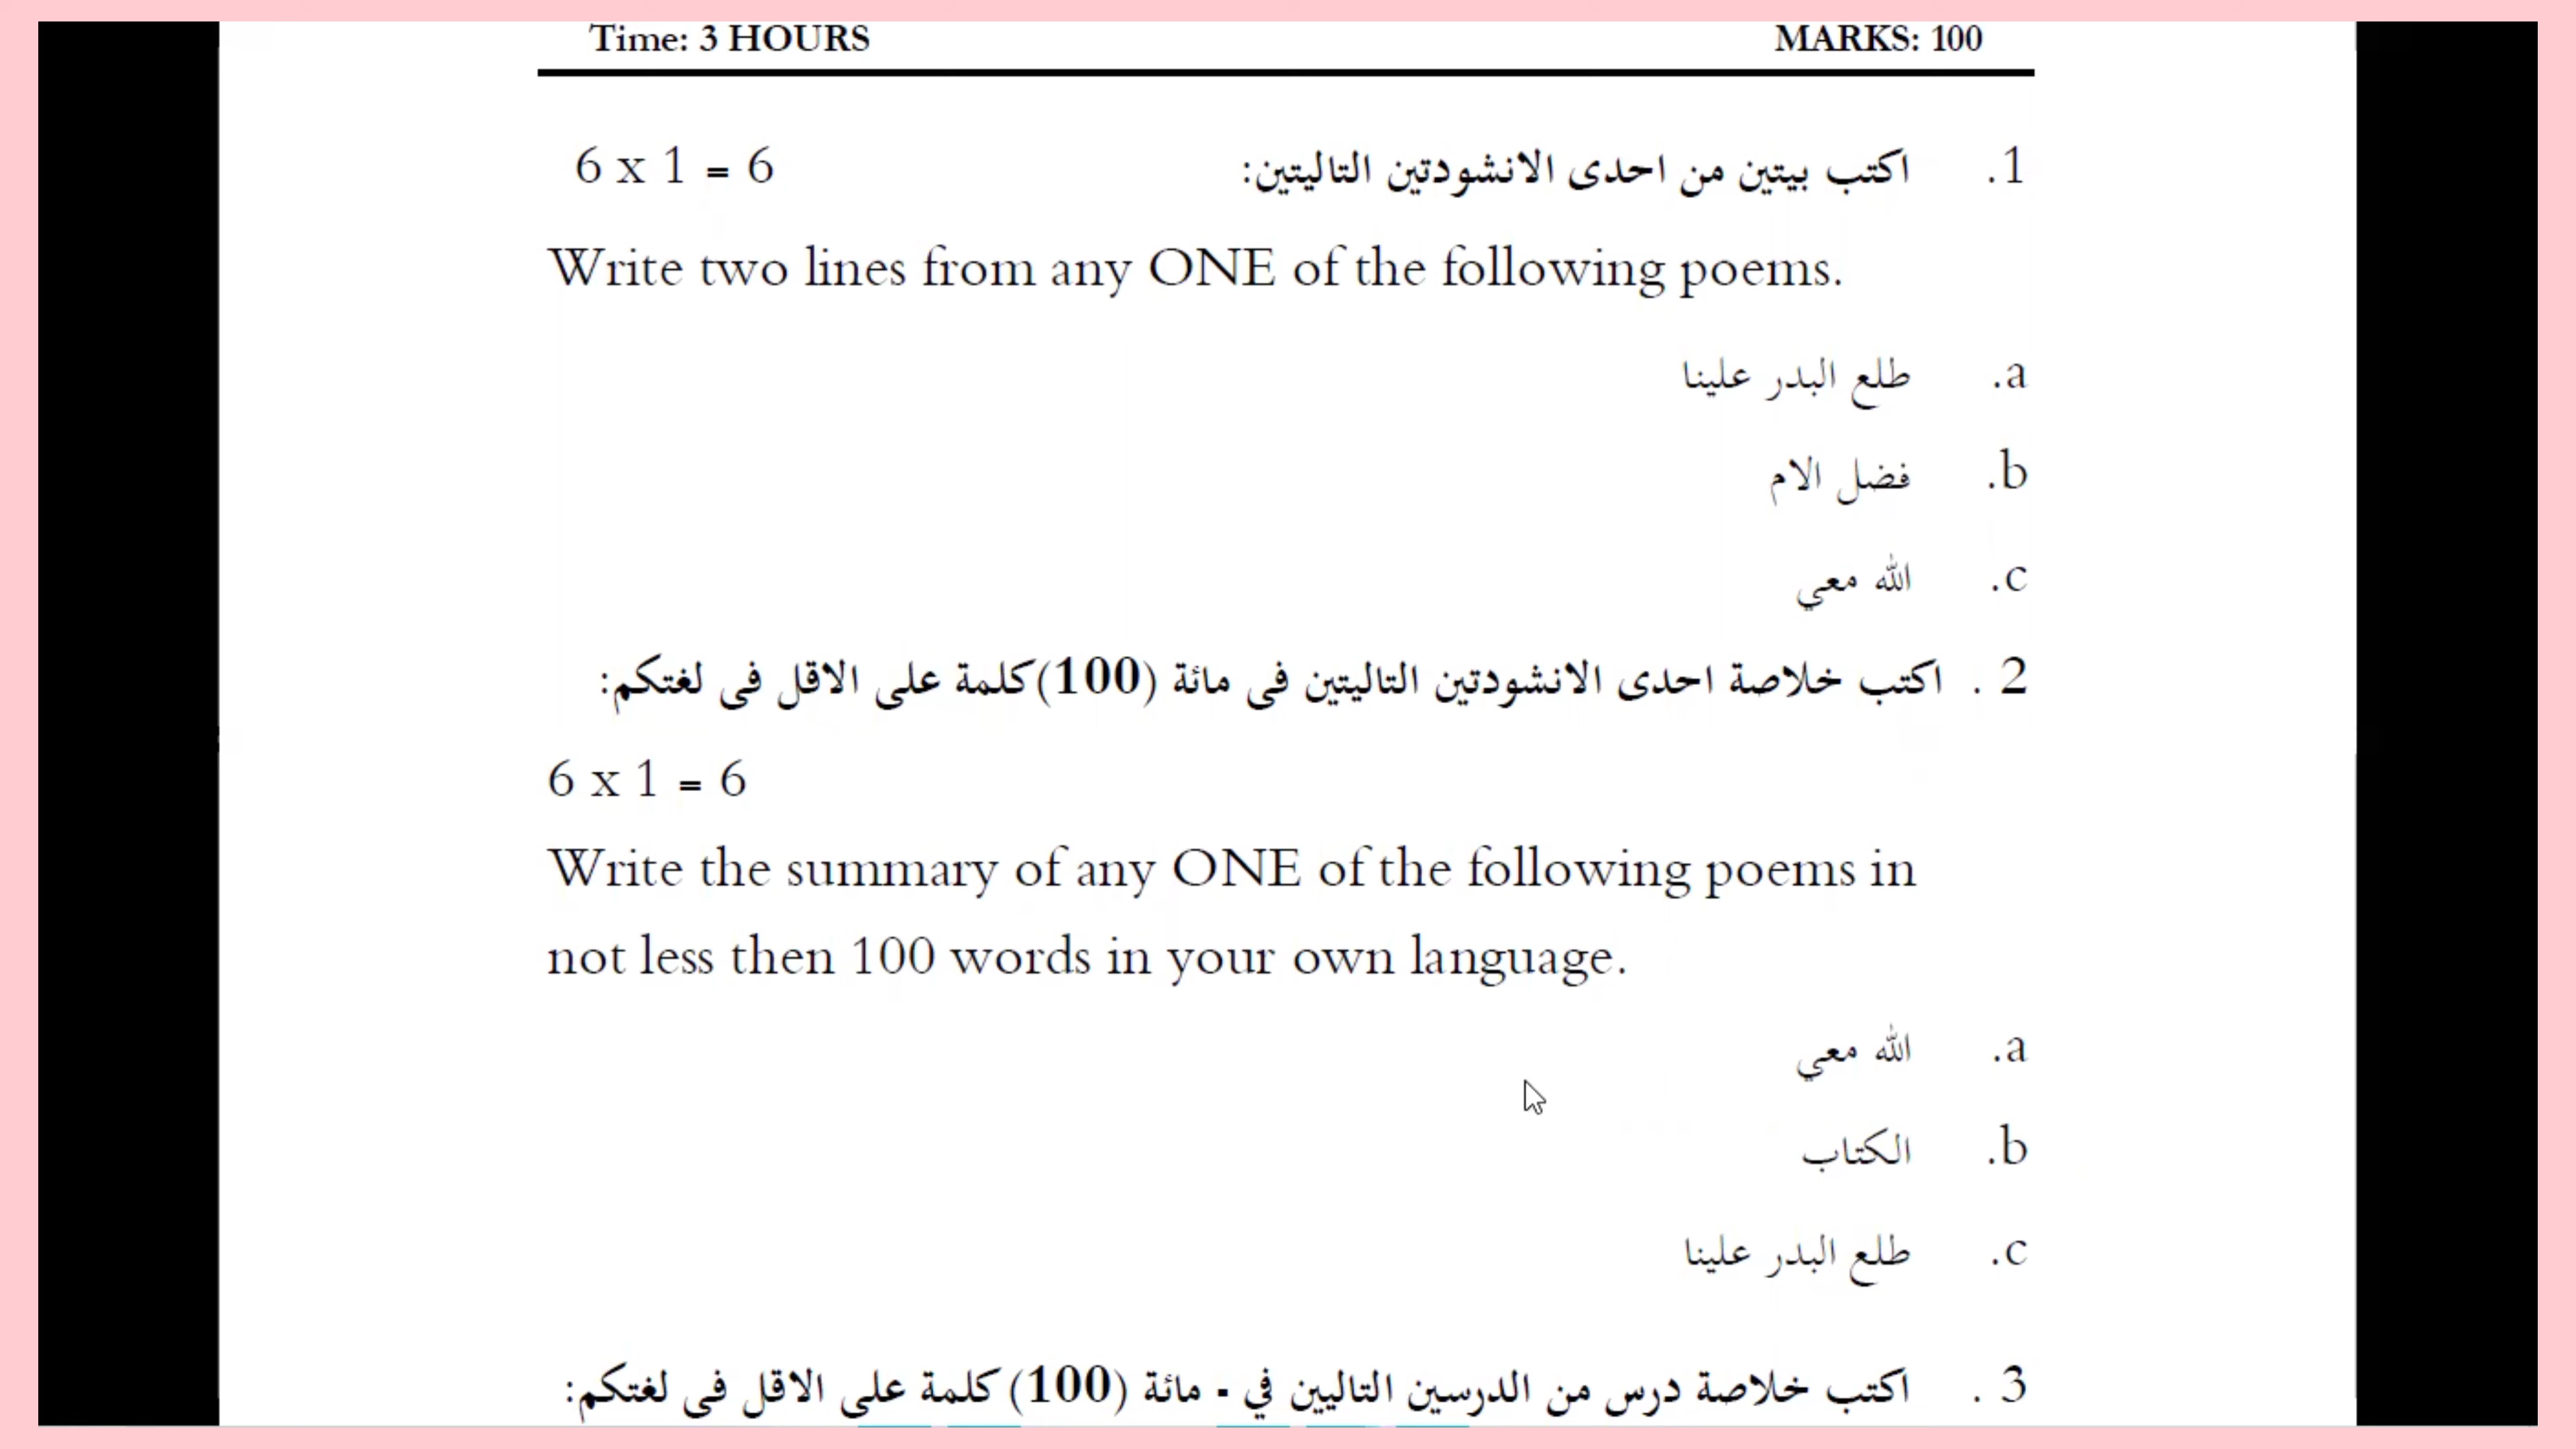 Time: 3 HOURS MARKS: 100
1. اكتب بيتين من احدى الانشودتين التاليتين: 6 x 1 = 6
Write two lines from any ONE of the following poems.
a. طلع البدر علينا
b. فضل الام
c. الله معي
2 . اكتب خلاصة احدى الانشودتين التاليتين فى مائة (100)كلمة على الاقل فى لغتكم:
6 x 1 = 6
Write the summary of any ONE of the following poems in
not less then 100 words in your own language.
a. الله معي
b. الكتاب
c. طلع البدر علينا
3 . اكتب خلاصة درس من الدرسين التاليين في - مائة (100) كلمة على الاقل فى لغتكم: